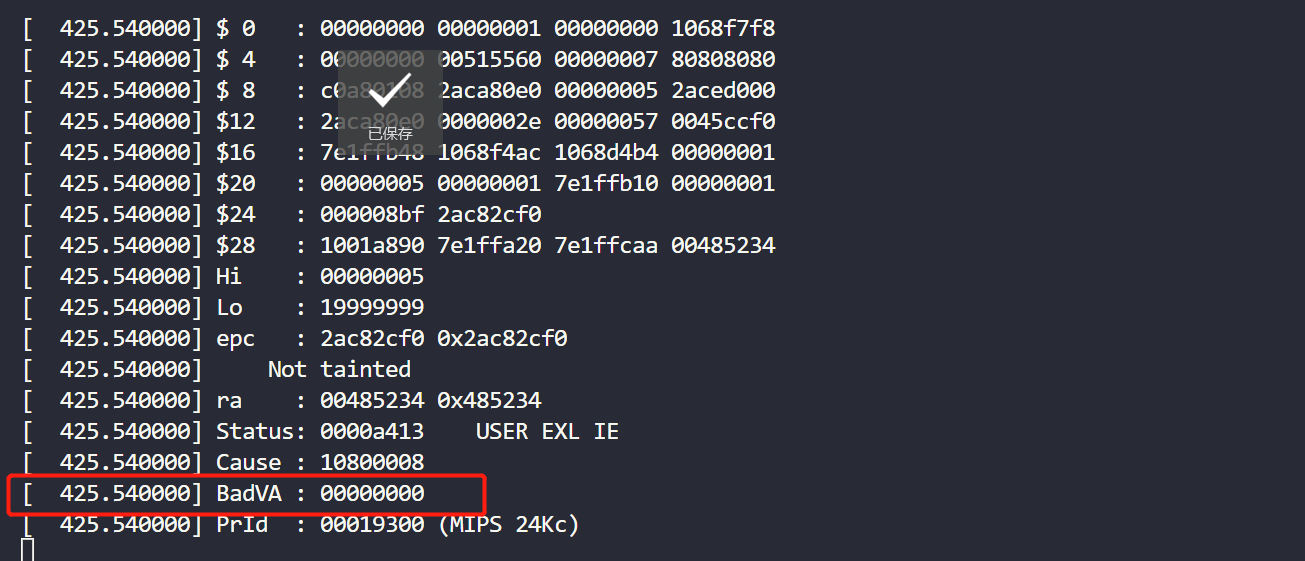 [  425.540000] $ 0   : 00000000 00000001 00000000 1068f7f8
[  425.540000] $ 4   : 00000000 00515560 00000007 80808080
[  425.540000] $ 8   : c0a80108 2aca80e0 00000005 2aced000
[  425.540000] $12   : 2aca80e0 0000002e 00000057 0045ccf0
已保存
[  425.540000] $16   : 7e1ffb48 1068f4ac 1068d4b4 00000001
[  425.540000] $20   : 00000005 00000001 7e1ffb10 00000001
[  425.540000] $24   : 000008bf 2ac82cf0
[  425.540000] $28   : 1001a890 7e1ffa20 7e1ffcaa 00485234
[  425.540000] Hi    : 00000005
[  425.540000] Lo    : 19999999
[  425.540000] epc   : 2ac82cf0 0x2ac82cf0
[  425.540000]     Not tainted
[  425.540000] ra    : 00485234 0x485234
[  425.540000] Status: 0000a413    USER EXL IE
[  425.540000] Cause : 10800008
[  425.540000] BadVA : 00000000
[  425.540000] PrId  : 00019300 (MIPS 24Kc)